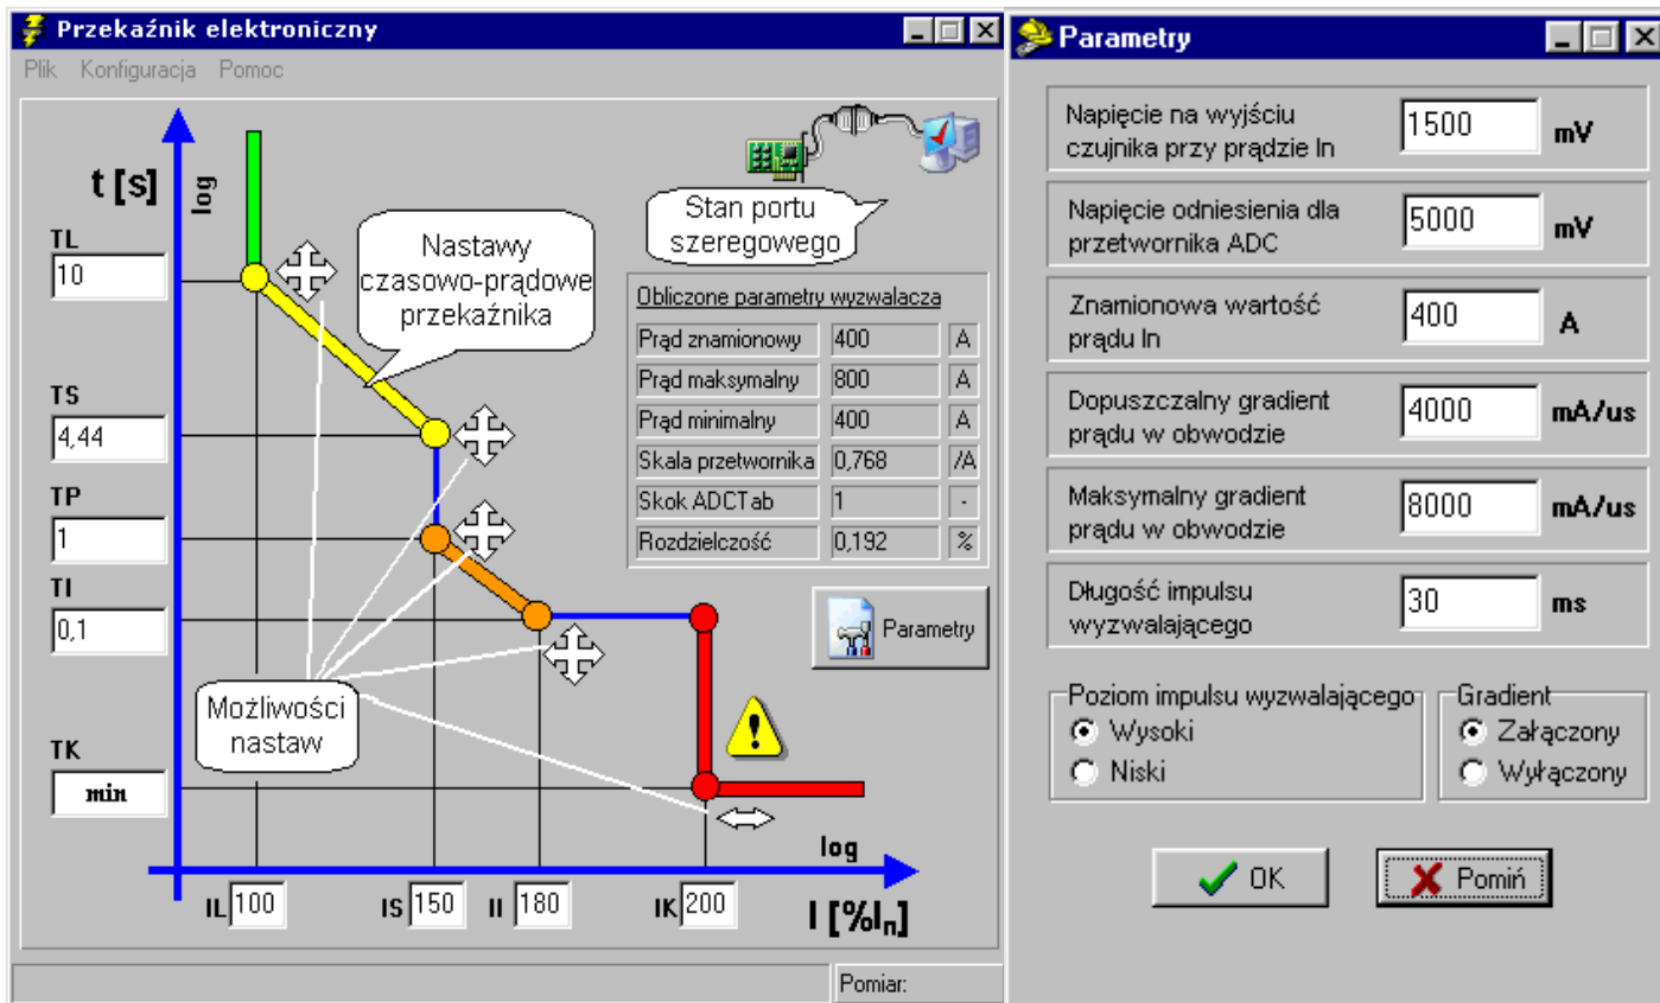 Przekaźnik elektroniczny
Plik Konfiguracja Pomoc
t [s]
log
TL
10
TS
4,44
TP
1
TI
0,1
TK
min
Nastawy
czasowo-prądowe
przekaźnika
Stan portu
szeregowego
Obliczone parametry wyzwalacza
Prąd znamionowy 400 A
Prąd maksymalny 800 A
Prąd minimalny 400 A
Skala przetwornika 0,768 /A
Skok ADCTab 1 -
Rozdzielczość 0,192 %
Parametry
Możliwości
nastaw
log
IL 100 IS 150 II 180 IK 200 I [%In]
Pomiar:
Parametry
Napięcie na wyjściu
czujnika przy prądzie In
1500 mV
Napięcie odniesienia dla
przetwornika ADC
5000 mV
Znamionowa wartość
prądu In
400 A
Dopuszczalny gradient
prądu w obwodzie
4000 mA/us
Maksymalny gradient
prądu w obwodzie
8000 mA/us
Długość impulsu
wyzwalającego
30 ms
Poziom impulsu wyzwalającego
Wysoki
Niski
Gradient
Załączony
Wyłączony
OK
Pomiń